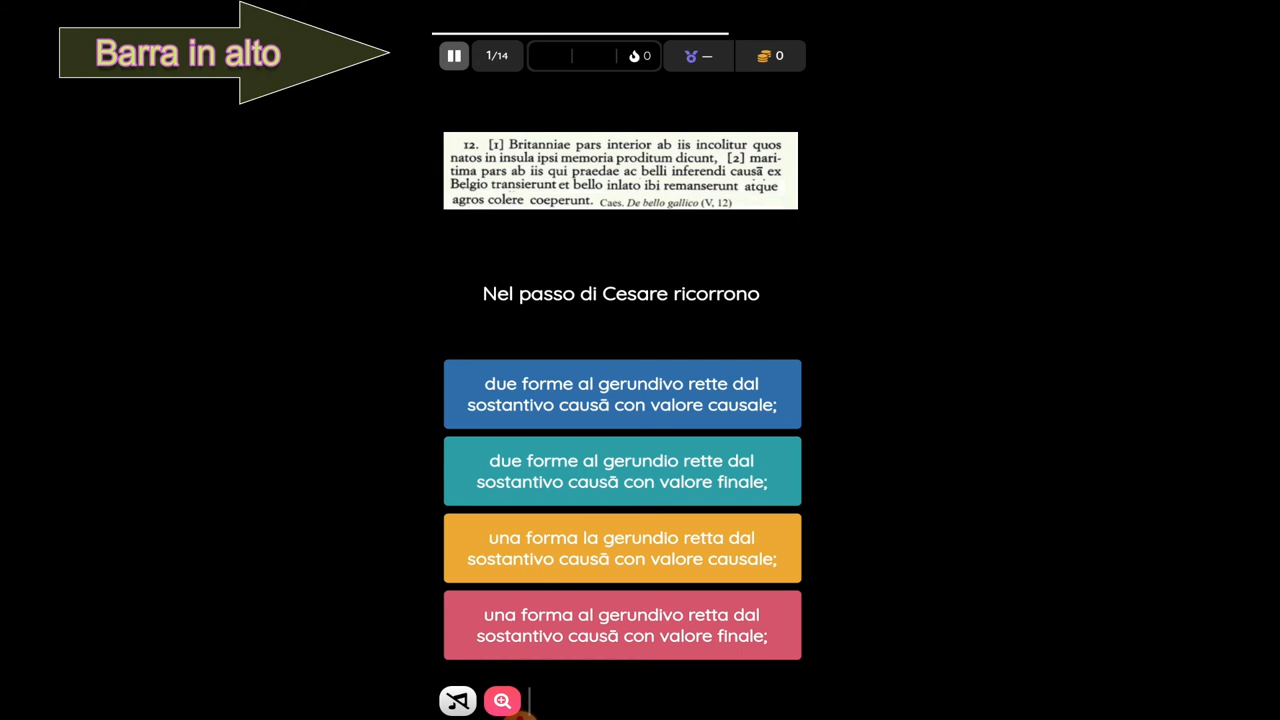 Barra in alto
1/14
0
—
0
12. [1] Britanniae pars interior ab iis incolitur quos
natos in insula ipsi memoria proditum dicunt, [2] mari-
tima pars ab iis qui praedae ac belli inferendi causā ex
Belgio transierunt et bello inlato ibi remanserunt atque
agros colere coeperunt. Caes. De bello gallico (V, 12)
Nel passo di Cesare ricorrono
due forme al gerundivo rette dal
sostantivo causā con valore causale;
due forme al gerundio rette dal
sostantivo causā con valore finale;
una forma la gerundio retta dal
sostantivo causā con valore causale;
una forma al gerundivo retta dal
sostantivo causā con valore finale;